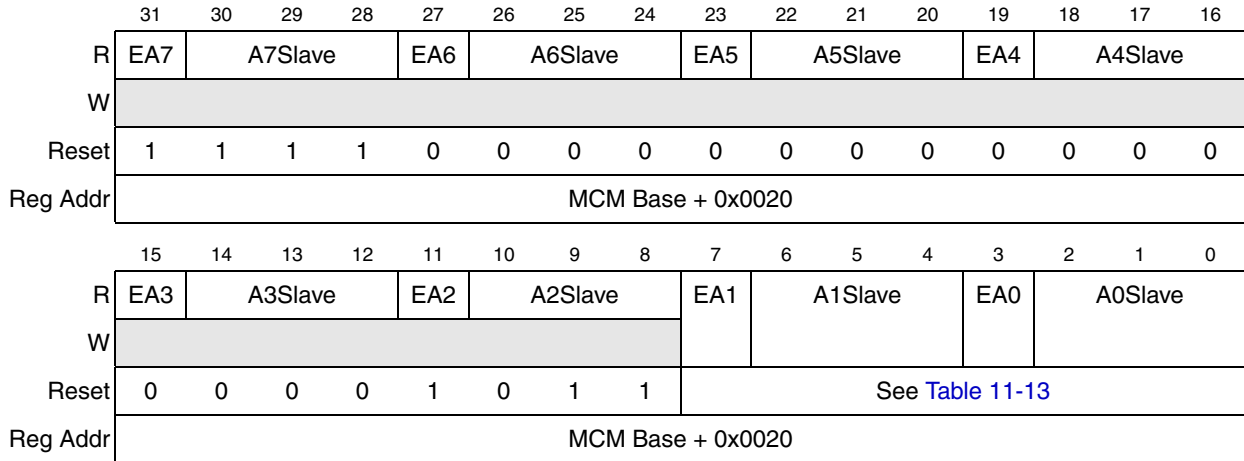 31 30 29 28 27 26 25 24 23 22 21 20 19 18 17 16
R EA7 A7Slave EA6 A6Slave EA5 A5Slave EA4 A4Slave
W
Reset 1 1 1 1 0 0 0 0 0 0 0 0 0 0 0 0
Reg Addr MCM Base + 0x0020
15 14 13 12 11 10 9 8 7 6 5 4 3 2 1 0
R EA3 A3Slave EA2 A2Slave EA1 A1Slave EA0 A0Slave
W
Reset 0 0 0 0 1 0 1 1 See Table 11-13
Reg Addr MCM Base + 0x0020